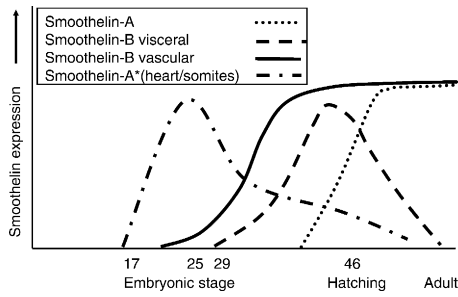 Smoothelin-A
Smoothelin-B visceral
Smoothelin-B vascular
Smoothelin-A*(heart/somites)
Smoothelin expression
17 25 29 46
Embryonic stage Hatching Adult